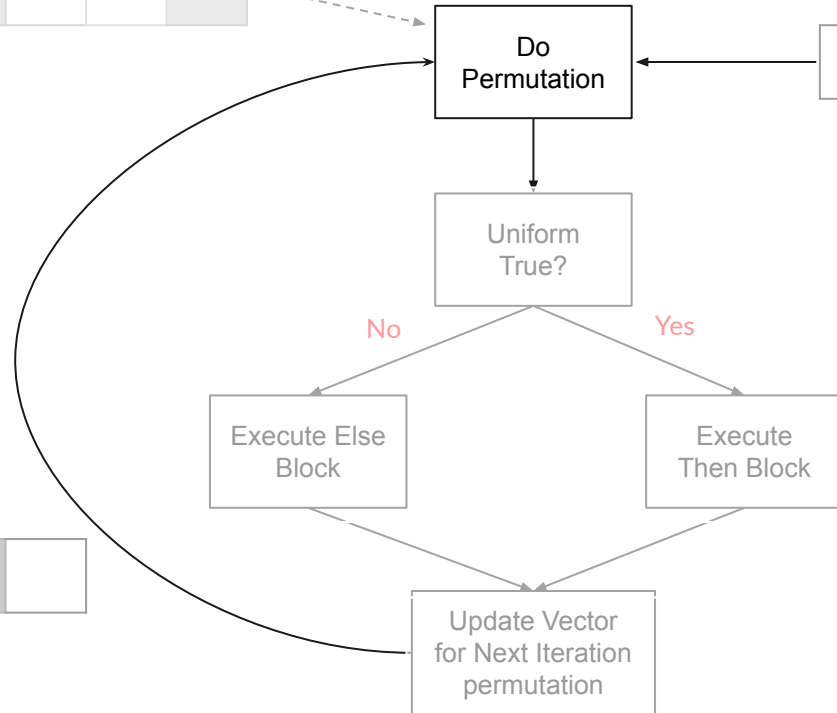 Do
Permutation
Uniform
True?
No
Yes
Execute Else
Block
Execute
Then Block
Update Vector
for Next Iteration
permutation